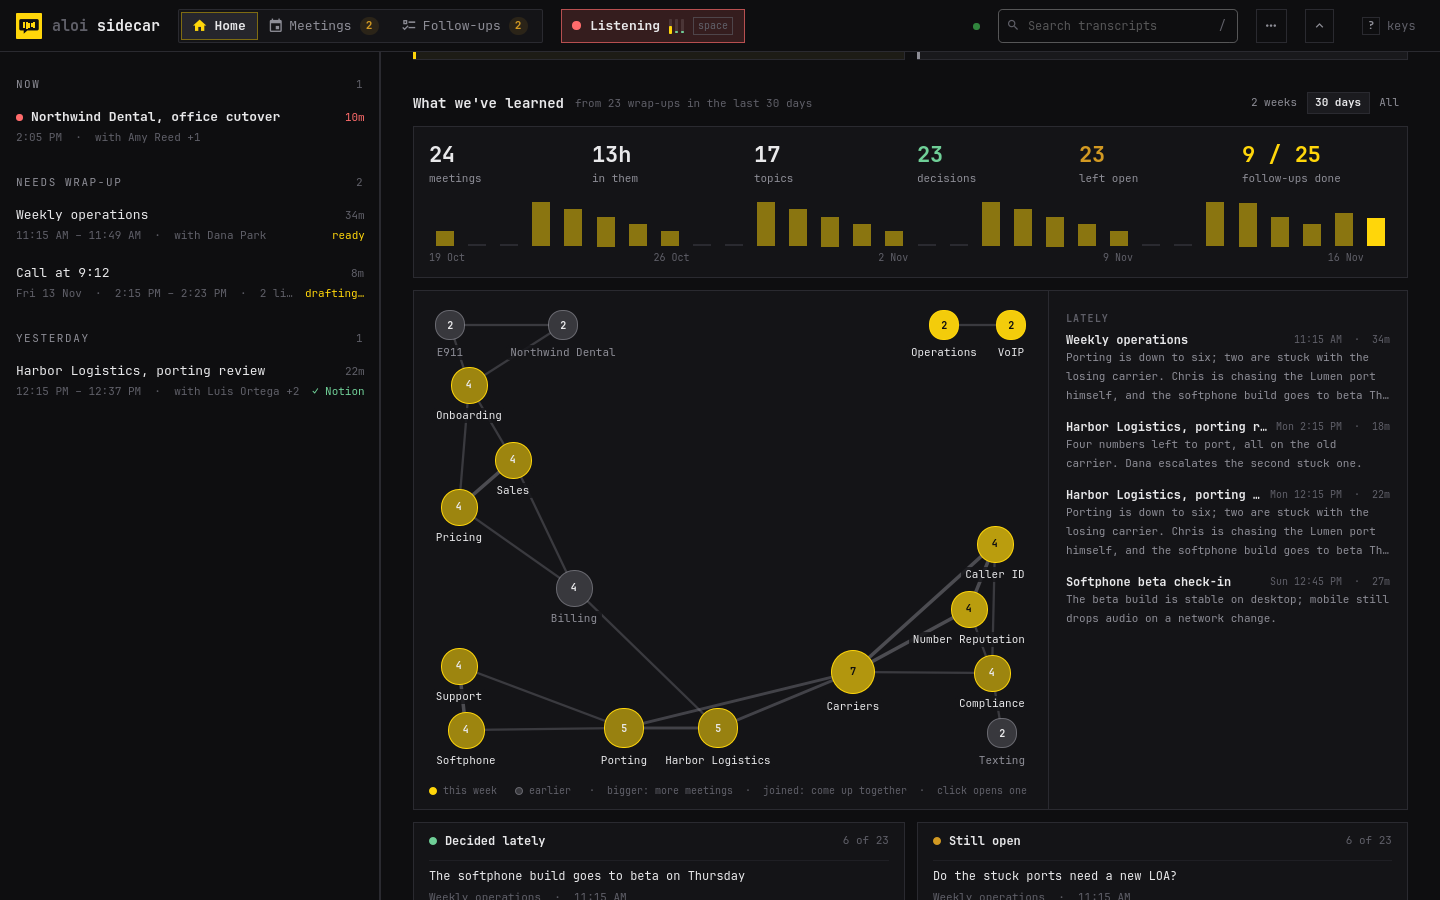 aloi sidecar
Home
Meetings 2
Follow-ups 2
Listening space
Search transcripts /
? keys
NOW 1
Northwind Dental, office cutover 10m
2:05 PM · with Amy Reed +1
NEEDS WRAP-UP 2
Weekly operations 34m
11:15 AM – 11:49 AM · with Dana Park ready
Call at 9:12 8m
Fri 13 Nov · 2:15 PM – 2:23 PM · 2 li… drafting…
YESTERDAY 1
Harbor Logistics, porting review 22m
12:15 PM – 12:37 PM · with Luis Ortega +2 ✓ Notion
What we've learned from 23 wrap-ups in the last 30 days
2 weeks 30 days All
24 13h 17 23 23 9 / 25
meetings in them topics decisions left open follow-ups done
19 Oct 26 Oct 2 Nov 9 Nov 16 Nov
2 2 2 2
E911 Northwind Dental Operations VoIP
4
Onboarding
4
Sales
4
Pricing
4
Caller ID
4
Billing
4
Number Reputation
4
Support
7
Carriers
4
Compliance
4
Softphone
5
Porting
5
Harbor Logistics
2
Texting
this week earlier · bigger: more meetings · joined: come up together · click opens one
LATELY
Weekly operations 11:15 AM · 34m
Porting is down to six; two are stuck with the
losing carrier. Chris is chasing the Lumen port
himself, and the softphone build goes to beta Th…
Harbor Logistics, porting r… Mon 2:15 PM · 18m
Four numbers left to port, all on the old
carrier. Dana escalates the second stuck one.
Harbor Logistics, porting … Mon 12:15 PM · 22m
Porting is down to six; two are stuck with the
losing carrier. Chris is chasing the Lumen port
himself, and the softphone build goes to beta Th…
Softphone beta check-in Sun 12:45 PM · 27m
The beta build is stable on desktop; mobile still
drops audio on a network change.
Decided lately 6 of 23
The softphone build goes to beta on Thursday
Weekly operations · 11:15 AM
Still open 6 of 23
Do the stuck ports need a new LOA?
Weekly operations · 11:15 AM